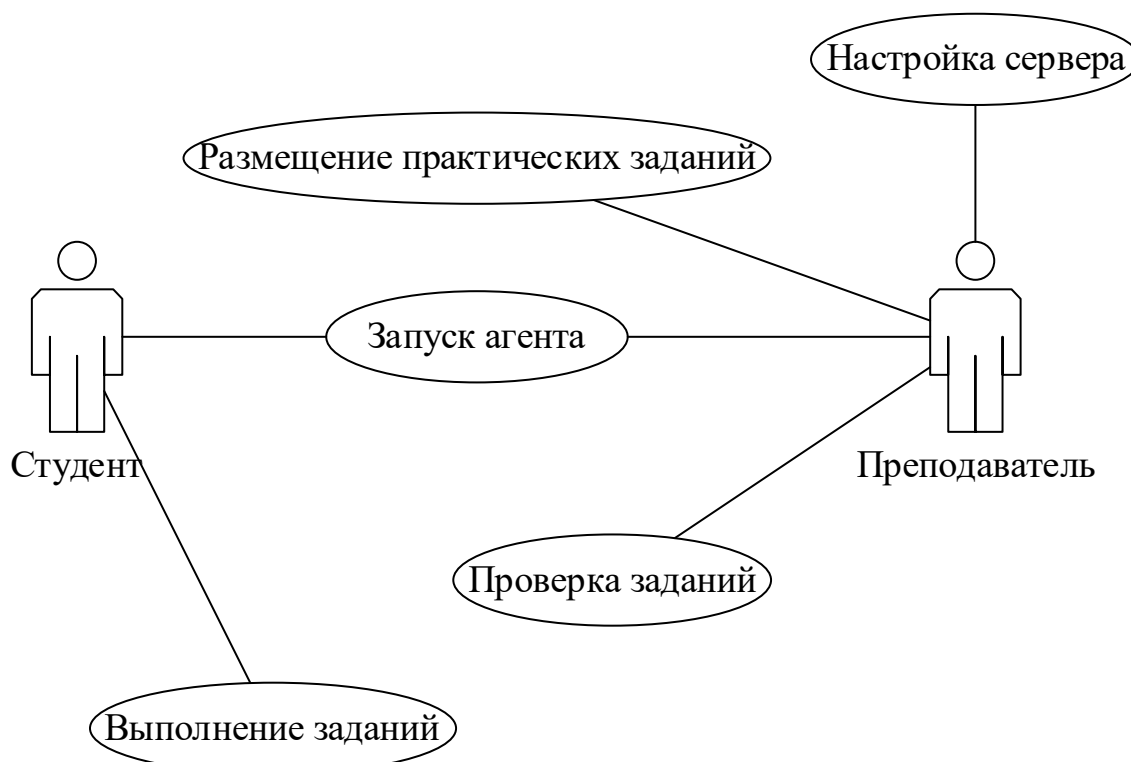 Настройка сервера
Размещение практических заданий
Запуск агента
Студент
Преподаватель
Проверка заданий
Выполнение заданий